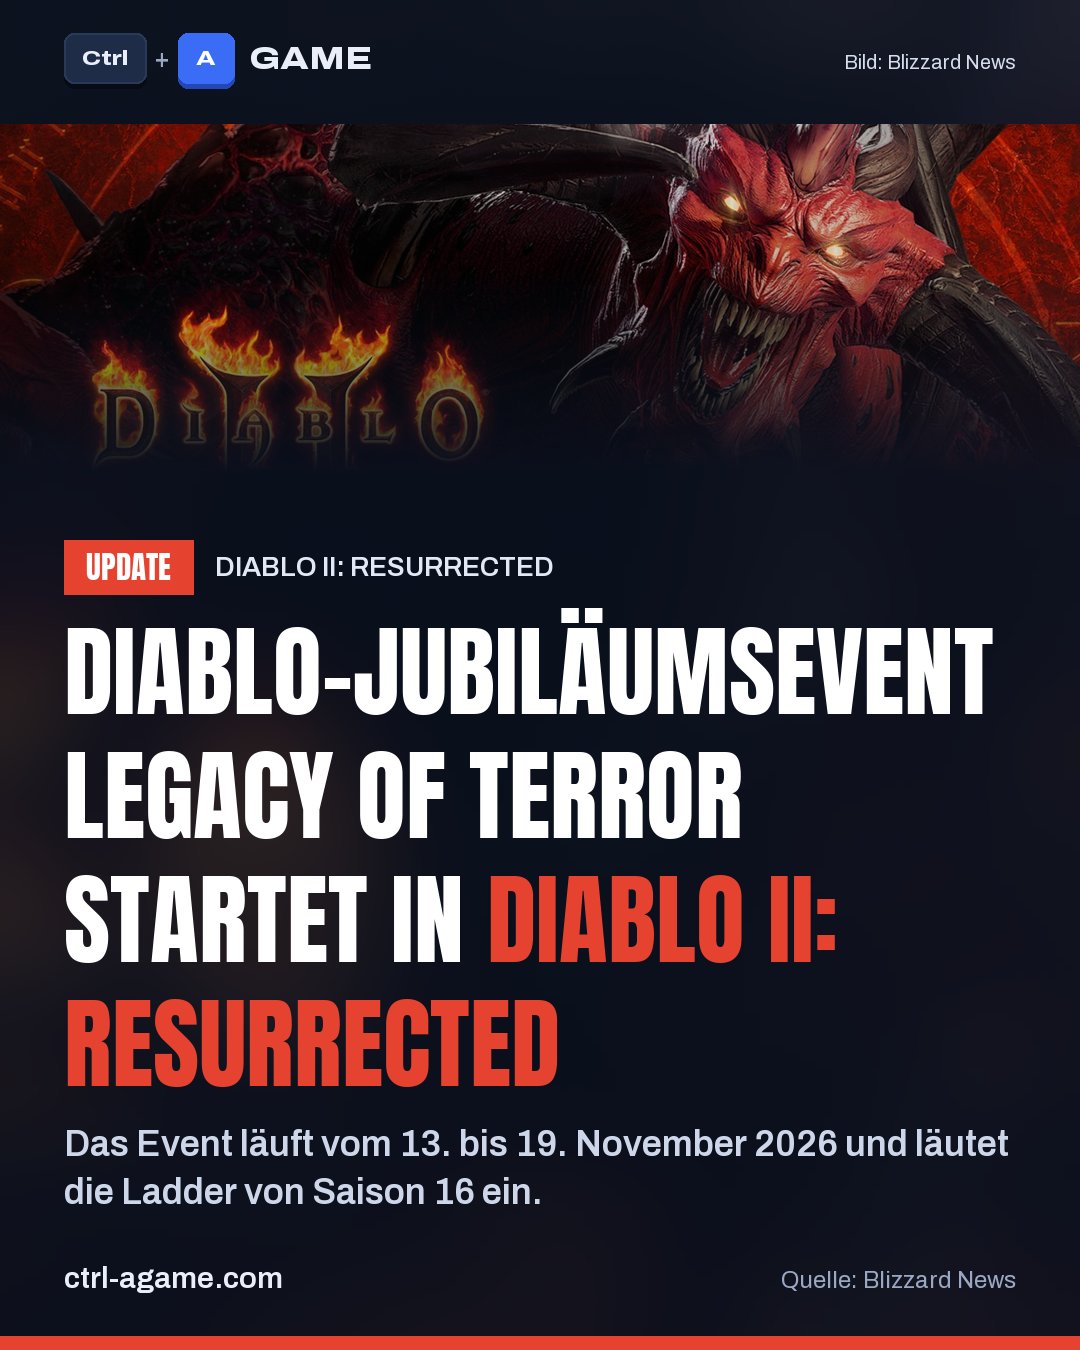 Ctrl + A GAME
Bild: Blizzard News
DIABLO II
UPDATE DIABLO II: RESURRECTED
DIABLO-JUBILÄUMSEVENT
LEGACY OF TERROR
STARTET IN DIABLO II:
RESURRECTED
Das Event läuft vom 13. bis 19. November 2026 und läutet
die Ladder von Saison 16 ein.
ctrl-agame.com
Quelle: Blizzard News